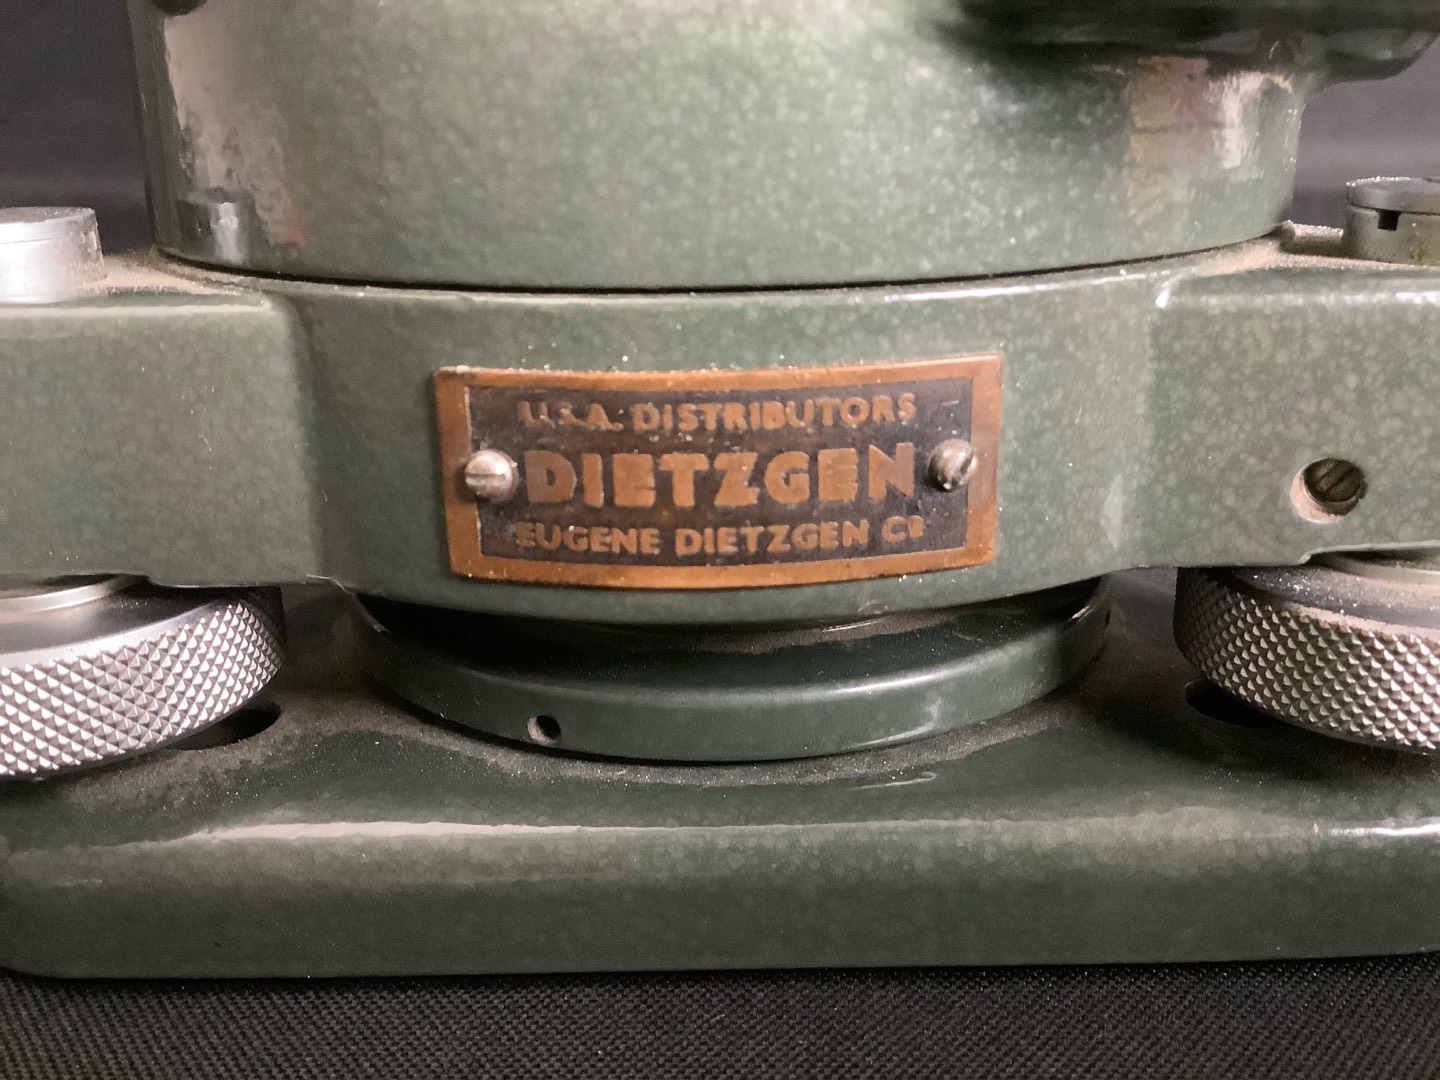 U.S.A. DISTRIBUTORS
DIETZGEN
EUGENE DIETZGEN Cº